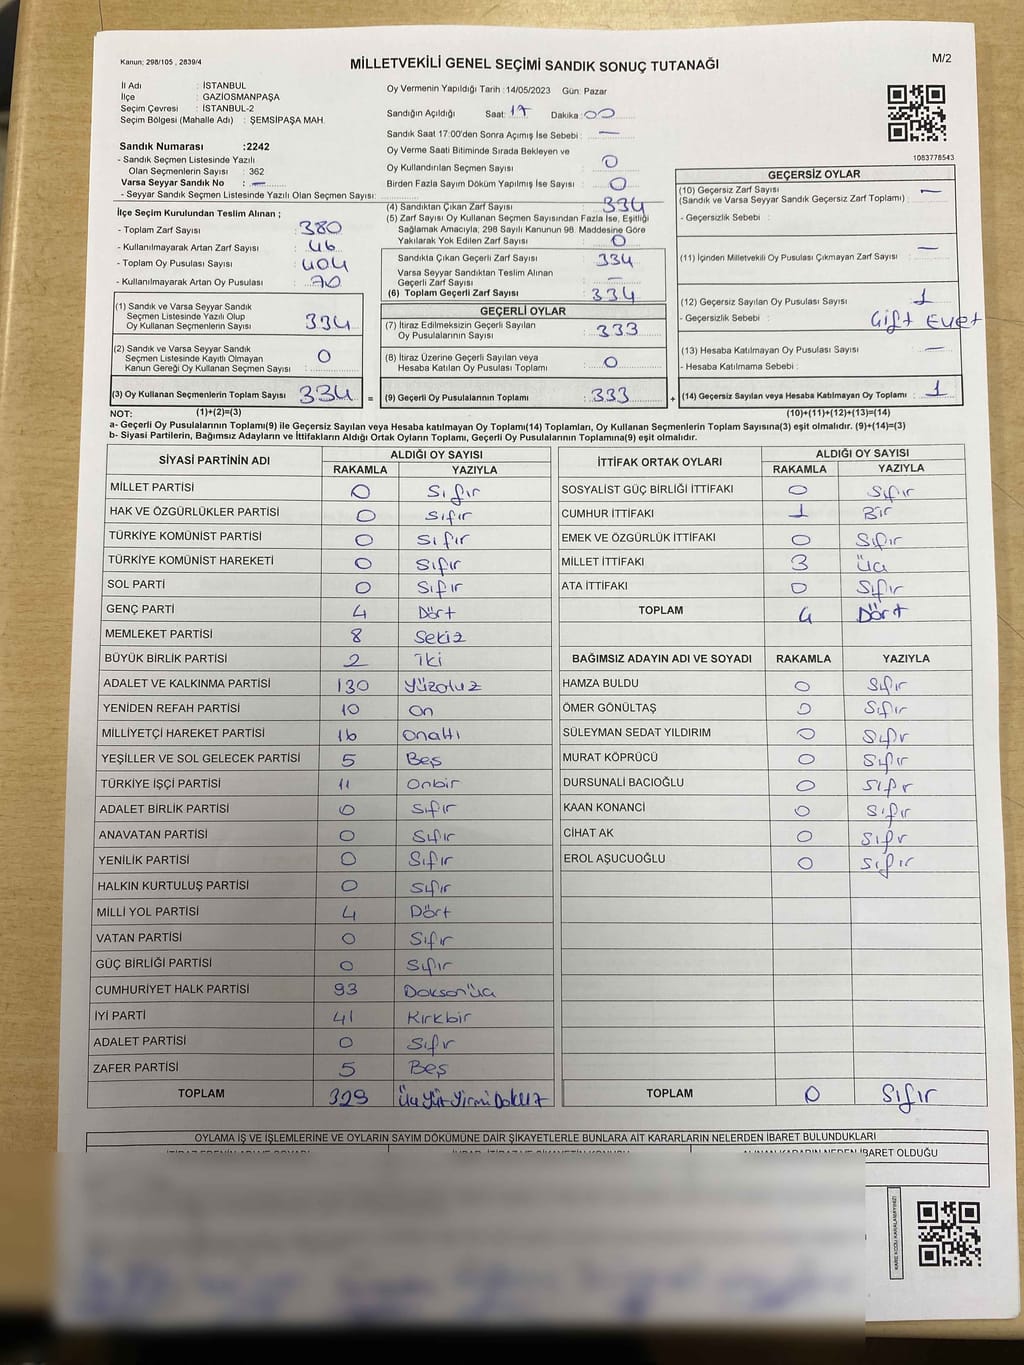 Kanun; 298/105 , 2839/4
MİLLETVEKİLİ GENEL SEÇİMİ SANDIK SONUÇ TUTANAĞI
M/2
İl Adı : İSTANBUL
İlçe : GAZİOSMANPAŞA
Seçim Çevresi : İSTANBUL-2
Seçim Bölgesi (Mahalle Adı) : ŞEMSİPAŞA MAH.
Sandık Numarası :2242
- Sandık Seçmen Listesinde Yazılı
Olan Seçmenlerin Sayısı : 362
Varsa Seyyar Sandık No : —
- Seyyar Sandık Seçmen Listesinde Yazılı Olan Seçmen Sayısı:
İlçe Seçim Kurulundan Teslim Alınan ;
- Toplam Zarf Sayısı : 380
- Kullanılmayarak Artan Zarf Sayısı : 46
- Toplam Oy Pusulası Sayısı : 404
- Kullanılmayarak Artan Oy Pusulası : 70
Oy Vermenin Yapıldığı Tarih :14/05/2023 Gün: Pazar
Sandığın Açıldığı Saat: 17 Dakika : 00
Sandık Saat 17:00'den Sonra Açımış İse Sebebi : —
Oy Verme Saati Bitiminde Sırada Bekleyen ve
Oy Kullandırılan Seçmen Sayısı : 0
Birden Fazla Sayım Döküm Yapılmış İse Sayısı : 0
(4) Sandıktan Çıkan Zarf Sayısı : 334
(5) Zarf Sayısı Oy Kullanan Seçmen Sayısından Fazla İse, Eşitliği
Sağlamak Amacıyla; 298 Sayılı Kanunun 98. Maddesine Göre
Yakılarak Yok Edilen Zarf Sayısı : 0
Sandıkta Çıkan Geçerli Zarf Sayısı : 334
Varsa Seyyar Sandıktan Teslim Alınan
Geçerli Zarf Sayısı : —
(6) Toplam Geçerli Zarf Sayısı : 334
1083778543
GEÇERSİZ OYLAR
(10) Geçersiz Zarf Sayısı : —
(Sandık ve Varsa Seyyar Sandık Geçersiz Zarf Toplamı)
- Geçersizlik Sebebi :
(11) İçinden Milletvekili Oy Pusulası Çıkmayan Zarf Sayısı : —
(12) Geçersiz Sayılan Oy Pusulası Sayısı : 1
- Geçersizlik Sebebi : Çift Evet
(13) Hesaba Katılmayan Oy Pusulası Sayısı : —
- Hesaba Katılmama Sebebi :
(1) Sandık ve Varsa Seyyar Sandık
Seçmen Listesinde Yazılı Olup
Oy Kullanan Seçmenlerin Sayısı : 334
(2) Sandık ve Varsa Seyyar Sandık
Seçmen Listesinde Kayıtlı Olmayan
Kanun Gereği Oy Kullanan Seçmen Sayısı : 0
GEÇERLİ OYLAR
(7) İtiraz Edilmeksizin Geçerli Sayılan
Oy Pusulalarının Sayısı : 333
(8) İtiraz Üzerine Geçerli Sayılan veya
Hesaba Katılan Oy Pusulası Toplamı : 0
(3) Oy Kullanan Seçmenlerin Toplam Sayısı : 334 = (9) Geçerli Oy Pusulalarının Toplamı : 333 + (14) Geçersiz Sayılan veya Hesaba Katılmayan Oy Toplamı : 1
NOT: (1)+(2)=(3) (10)+(11)+(12)+(13)=(14)
a- Geçerli Oy Pusulalarının Toplamı(9) ile Geçersiz Sayılan veya Hesaba katılmayan Oy Toplamı(14) Toplamları, Oy Kullanan Seçmenlerin Toplam Sayısına(3) eşit olmalıdır. (9)+(14)=(3)
b- Siyasi Partilerin, Bağımsız Adayların ve İttifakların Aldığı Ortak Oyların Toplamı, Geçerli Oy Pusulalarının Toplamına(9) eşit olmalıdır.
SİYASİ PARTİNİN ADI ALDIĞI OY SAYISI
RAKAMLA YAZIYLA
MİLLET PARTİSİ 0 Sıfır
HAK VE ÖZGÜRLÜKLER PARTİSİ 0 Sıfır
TÜRKİYE KOMÜNİST PARTİSİ 0 Sıfır
TÜRKİYE KOMÜNİST HAREKETİ 0 Sıfır
SOL PARTİ 0 Sıfır
GENÇ PARTİ 4 Dört
MEMLEKET PARTİSİ 8 Sekiz
BÜYÜK BİRLİK PARTİSİ 2 İki
ADALET VE KALKINMA PARTİSİ 130 Yüzotuz
YENİDEN REFAH PARTİSİ 10 On
MİLLİYETÇİ HAREKET PARTİSİ 16 Onaltı
YEŞİLLER VE SOL GELECEK PARTİSİ 5 Beş
TÜRKİYE İŞÇİ PARTİSİ 11 Onbir
ADALET BİRLİK PARTİSİ 0 Sıfır
ANAVATAN PARTİSİ 0 Sıfır
YENİLİK PARTİSİ 0 Sıfır
HALKIN KURTULUŞ PARTİSİ 0 Sıfır
MİLLİ YOL PARTİSİ 4 Dört
VATAN PARTİSİ 0 Sıfır
GÜÇ BİRLİĞİ PARTİSİ 0 Sıfır
CUMHURİYET HALK PARTİSİ 93 Doksanüç
İYİ PARTİ 41 Kırkbir
ADALET PARTİSİ 0 Sıfır
ZAFER PARTİSİ 5 Beş
TOPLAM 329 Üç Yüz Yirmi Dokuz
İTTİFAK ORTAK OYLARI ALDIĞI OY SAYISI
RAKAMLA YAZIYLA
SOSYALİST GÜÇ BİRLİĞİ İTTİFAKI 0 Sıfır
CUMHUR İTTİFAKI 1 Bir
EMEK VE ÖZGÜRLÜK İTTİFAKI 0 Sıfır
MİLLET İTTİFAKI 3 Üç
ATA İTTİFAKI 0 Sıfır
TOPLAM 4 Dört
BAĞIMSIZ ADAYIN ADI VE SOYADI RAKAMLA YAZIYLA
HAMZA BULDU 0 Sıfır
ÖMER GÖNÜLTAŞ 0 Sıfır
SÜLEYMAN SEDAT YILDIRIM 0 Sıfır
MURAT KÖPRÜCÜ 0 Sıfır
DURSUNALİ BACIOĞLU 0 Sıfır
KAAN KONANCİ 0 Sıfır
CİHAT AK 0 Sıfır
EROL AŞUCUOĞLU 0 Sıfır
TOPLAM 0 Sıfır
OYLAMA İŞ VE İŞLEMLERİNE VE OYLARIN SAYIM DÖKÜMÜNE DAİR ŞİKAYETLERLE BUNLARA AİT KARARLARIN NELERDEN İBARET BULUNDUKLARI
ALINAN KARARIN NEDEN İBARET OLDUĞU